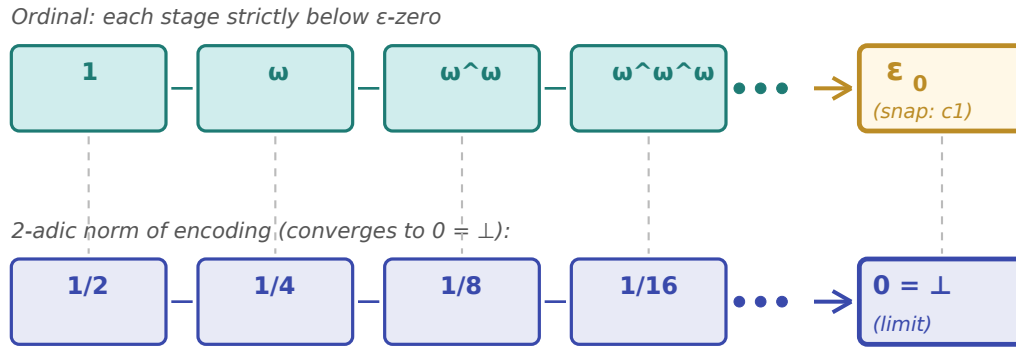 Ordinal: each stage strictly below ε-zero
1 ω ω^ω ω^ω^ω ε 0
(snap: c1)
2-adic norm of encoding (converges to 0 = ⊥):
1/2 1/4 1/8 1/16 0 = ⊥
(limit)